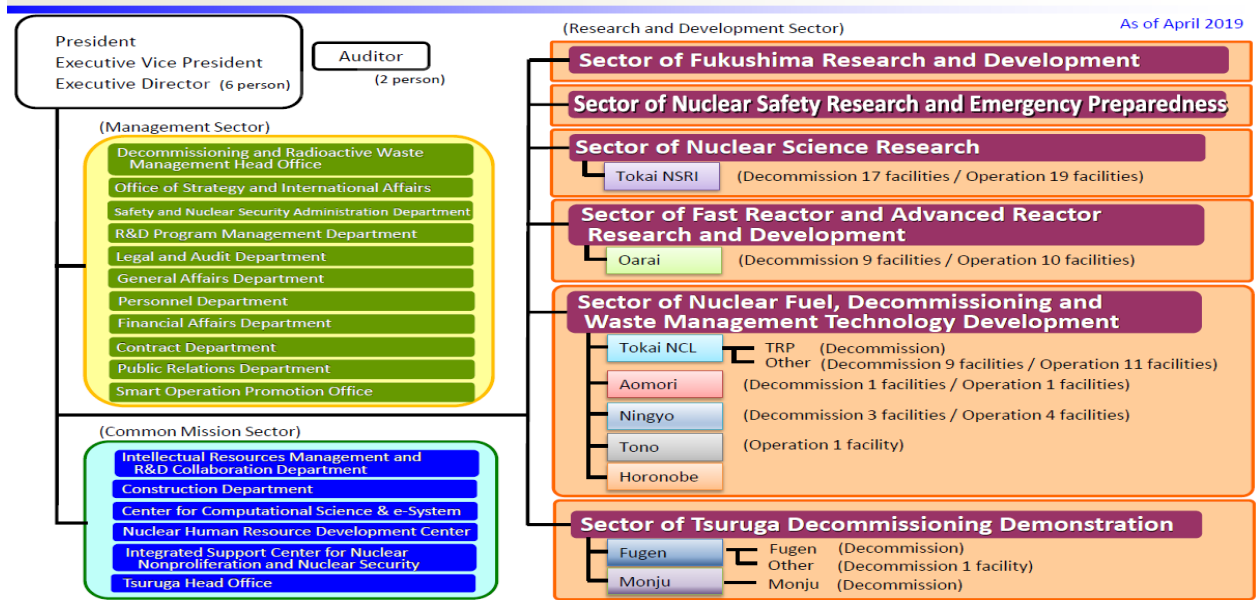 As of April 2019
President
Executive Vice President
Executive Director (6 person)
Auditor
(2 person)
(Management Sector)
Decommissioning and Radioactive Waste
Management Head Office
Office of Strategy and International Affairs
Safety and Nuclear Security Administration Department
R&D Program Management Department
Legal and Audit Department
General Affairs Department
Personnel Department
Financial Affairs Department
Contract Department
Public Relations Department
Smart Operation Promotion Office
(Common Mission Sector)
Intellectual Resources Management and
R&D Collaboration Department
Construction Department
Center for Computational Science & e-System
Nuclear Human Resource Development Center
Integrated Support Center for Nuclear
Nonproliferation and Nuclear Security
Tsuruga Head Office
(Research and Development Sector)
Sector of Fukushima Research and Development
Sector of Nuclear Safety Research and Emergency Preparedness
Sector of Nuclear Science Research
Tokai NSRI (Decommission 17 facilities / Operation 19 facilities)
Sector of Fast Reactor and Advanced Reactor
Research and Development
Oarai (Decommission 9 facilities / Operation 10 facilities)
Sector of Nuclear Fuel, Decommissioning and
Waste Management Technology Development
Tokai NCL TRP (Decommission)
Other (Decommission 9 facilities / Operation 11 facilities)
Aomori (Decommission 1 facilities / Operation 1 facilities)
Ningyo (Decommission 3 facilities / Operation 4 facilities)
Tono (Operation 1 facility)
Horonobe
Sector of Tsuruga Decommissioning Demonstration
Fugen Fugen (Decommission)
Other (Decommission 1 facility)
Monju Monju (Decommission)